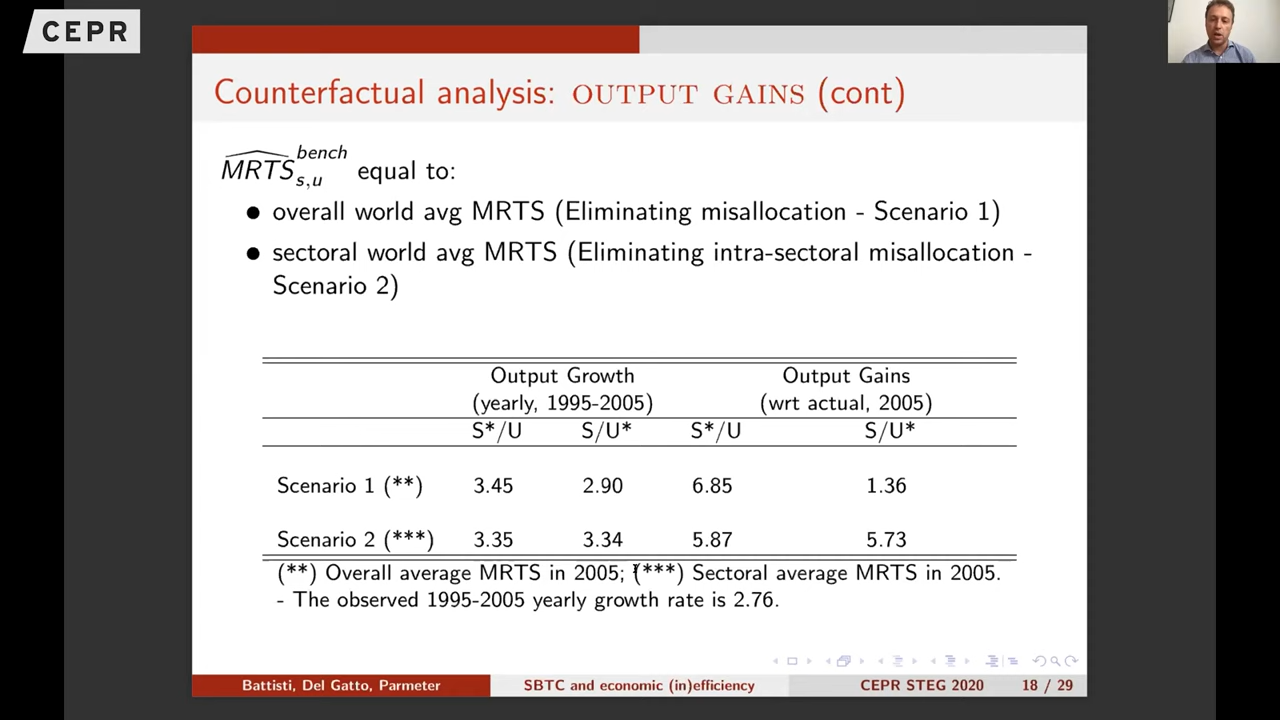 CEPR
Counterfactual analysis: OUTPUT GAINS (cont)
MRTS^bench_s,u equal to:
• overall world avg MRTS (Eliminating misallocation - Scenario 1)
• sectoral world avg MRTS (Eliminating intra-sectoral misallocation -
Scenario 2)
Output Growth Output Gains
(yearly, 1995-2005) (wrt actual, 2005)
S*/U S/U* S*/U S/U*
Scenario 1 (**) 3.45 2.90 6.85 1.36
Scenario 2 (***) 3.35 3.34 5.87 5.73
(**) Overall average MRTS in 2005; (***) Sectoral average MRTS in 2005.
- The observed 1995-2005 yearly growth rate is 2.76.
Battisti, Del Gatto, Parmeter SBTC and economic (in)efficiency CEPR STEG 2020 18 / 29